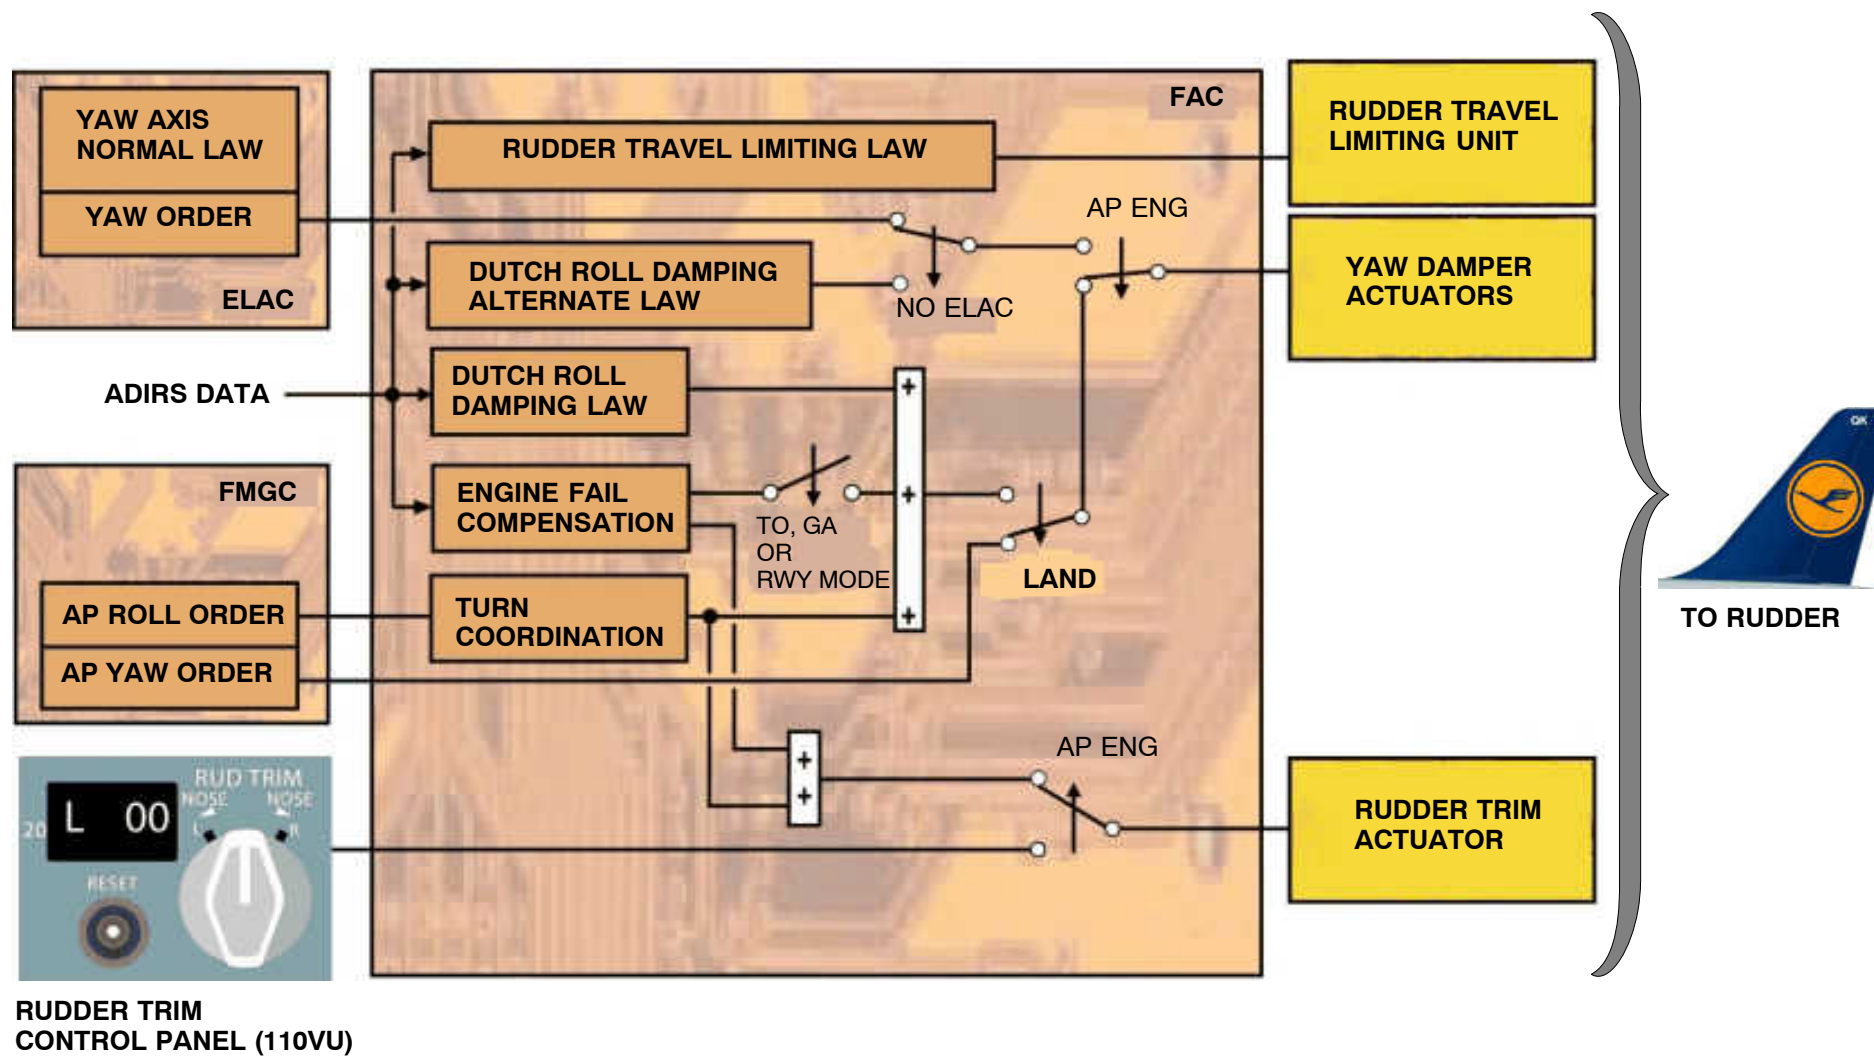 YAW AXIS
NORMAL LAW
YAW ORDER
ELAC
ADIRS DATA
FMGC
AP ROLL ORDER
AP YAW ORDER
RUD TRIM
NOSE NOSE
L R
20 L 00
RESET
RUDDER TRIM
CONTROL PANEL (110VU)
FAC
RUDDER TRAVEL LIMITING LAW
AP ENG
DUTCH ROLL DAMPING
ALTERNATE LAW
NO ELAC
DUTCH ROLL
DAMPING LAW
+
ENGINE FAIL
COMPENSATION
+
TO, GA
OR
RWY MODE
LAND
TURN
COORDINATION
+
+
+
AP ENG
RUDDER TRAVEL
LIMITING UNIT
YAW DAMPER
ACTUATORS
RUDDER TRIM
ACTUATOR
QK
TO RUDDER